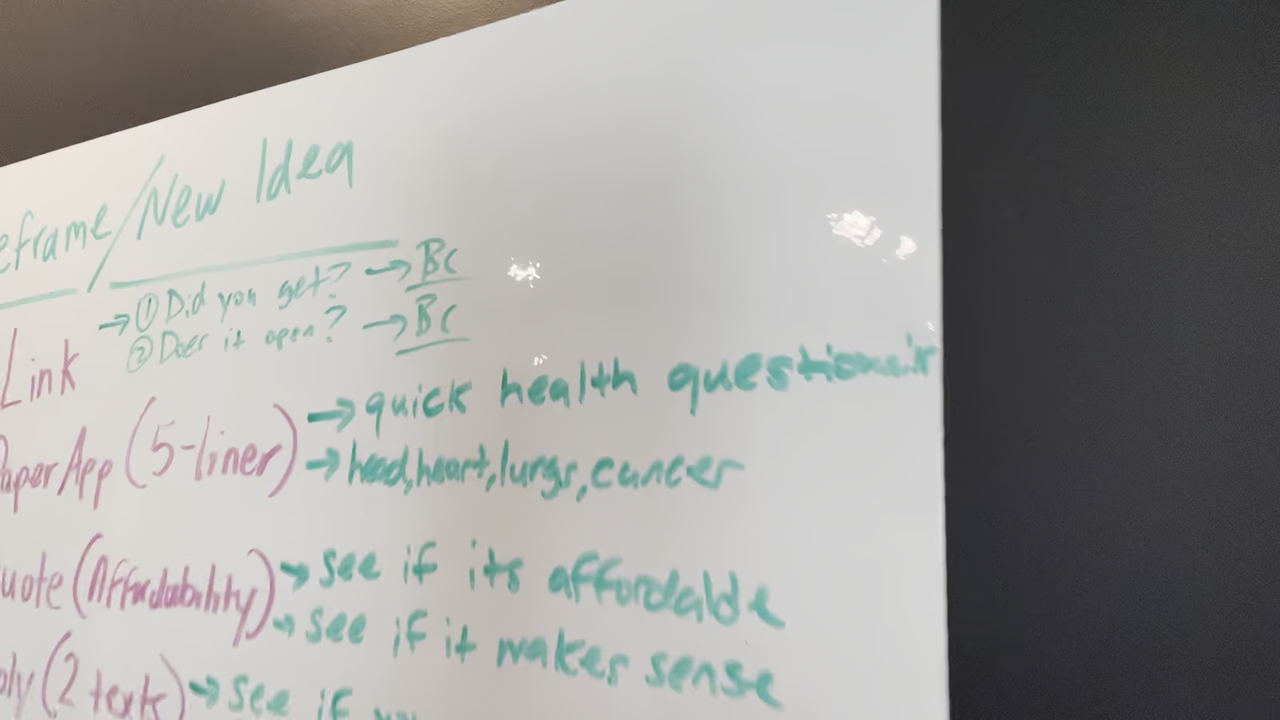 eframe/New Idea
→ ① Did you get? → BC
② Does it open? → BC
Link
Paper App (5-liner) → quick health questionair
→ head, heart, lungs, cancer
uote (Affordability) → see if its affordable
→ see if it makes sense
ply (2 texts) → see if